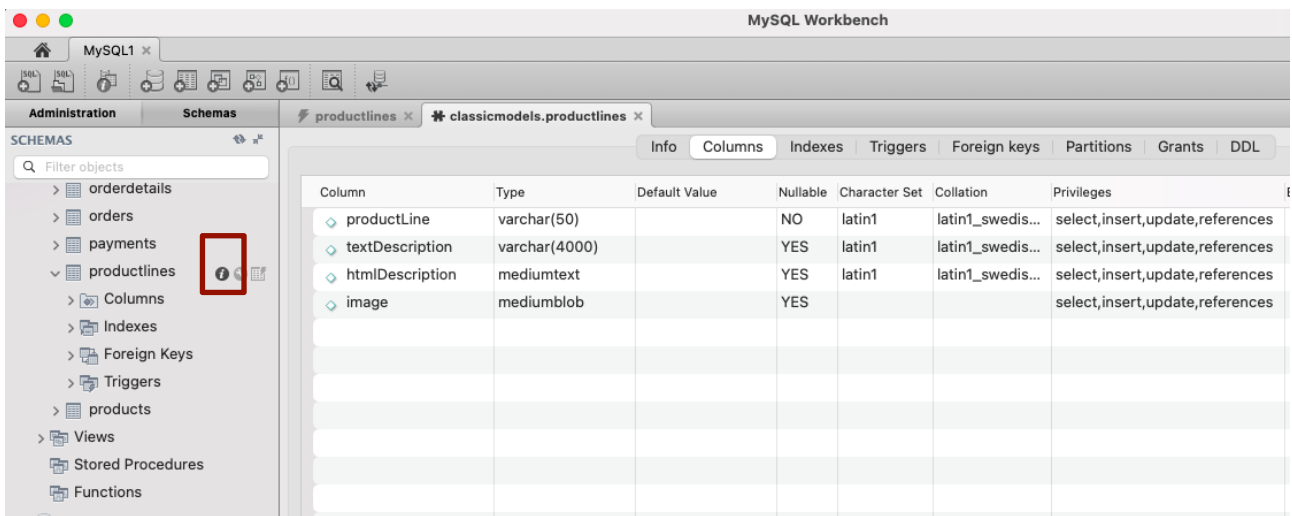 MySQL Workbench
MySQL1
SQL SQL
Administration Schemas
productlines classicmodels.productlines
SCHEMAS
Filter objects
Info Columns Indexes Triggers Foreign keys Partitions Grants DDL
orderdetails
orders
payments
productlines
Columns
Indexes
Foreign Keys
Triggers
products
Views
Stored Procedures
Functions
Column Type Default Value Nullable Character Set Collation Privileges
productLine varchar(50) NO latin1 latin1_swedis... select,insert,update,references
textDescription varchar(4000) YES latin1 latin1_swedis... select,insert,update,references
htmlDescription mediumtext YES latin1 latin1_swedis... select,insert,update,references
image mediumblob YES select,insert,update,references